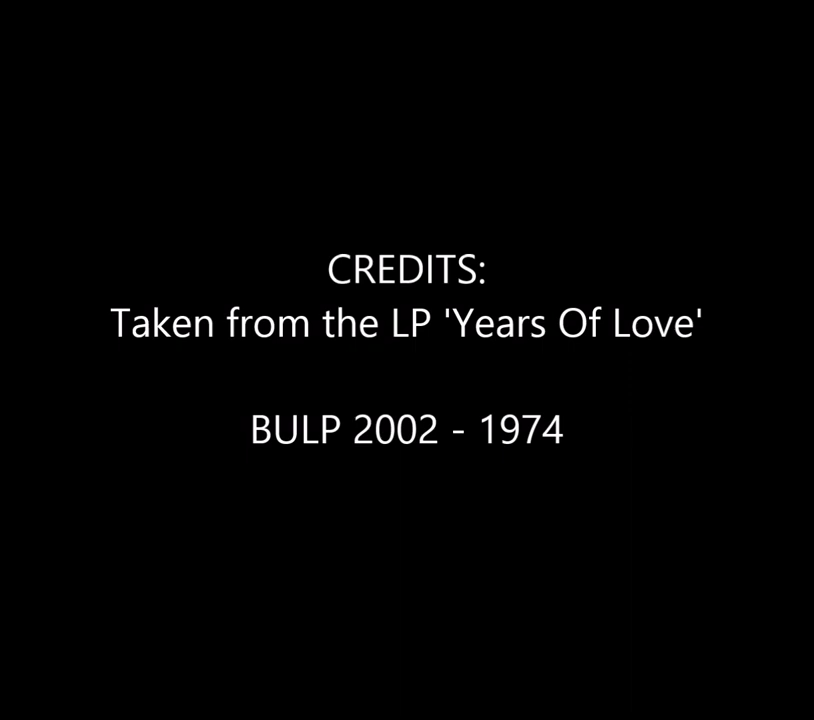 CREDITS:
Taken from the LP 'Years Of Love'
BULP 2002 - 1974